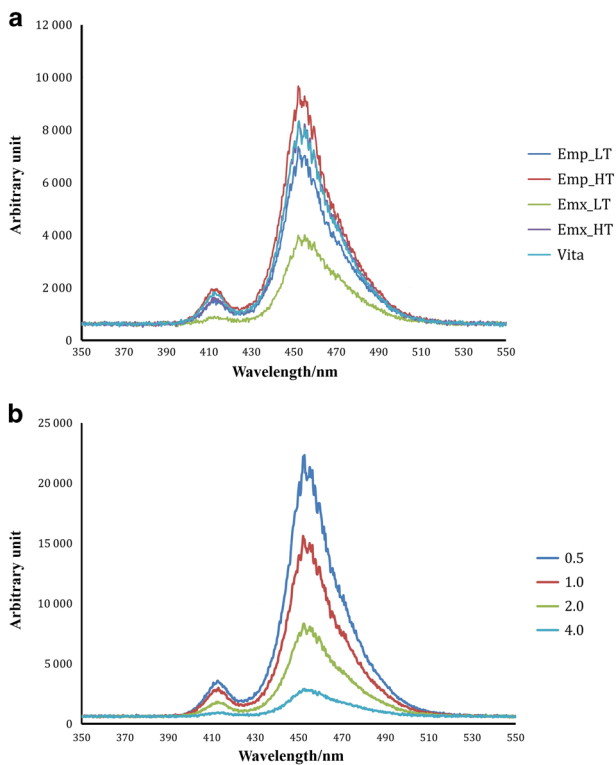 a
12 000
10 000
8 000
6 000
4 000
2 000
0
Arbitrary unit
350 370 390 410 430 450 470 490 510 530 550
Wavelength/nm
Emp_LT
Emp_HT
Emx_LT
Emx_HT
Vita
b
25 000
20 000
15 000
10 000
5 000
0
Arbitrary unit
350 370 390 410 430 450 470 490 510 530 550
Wavelength/nm
0.5
1.0
2.0
4.0